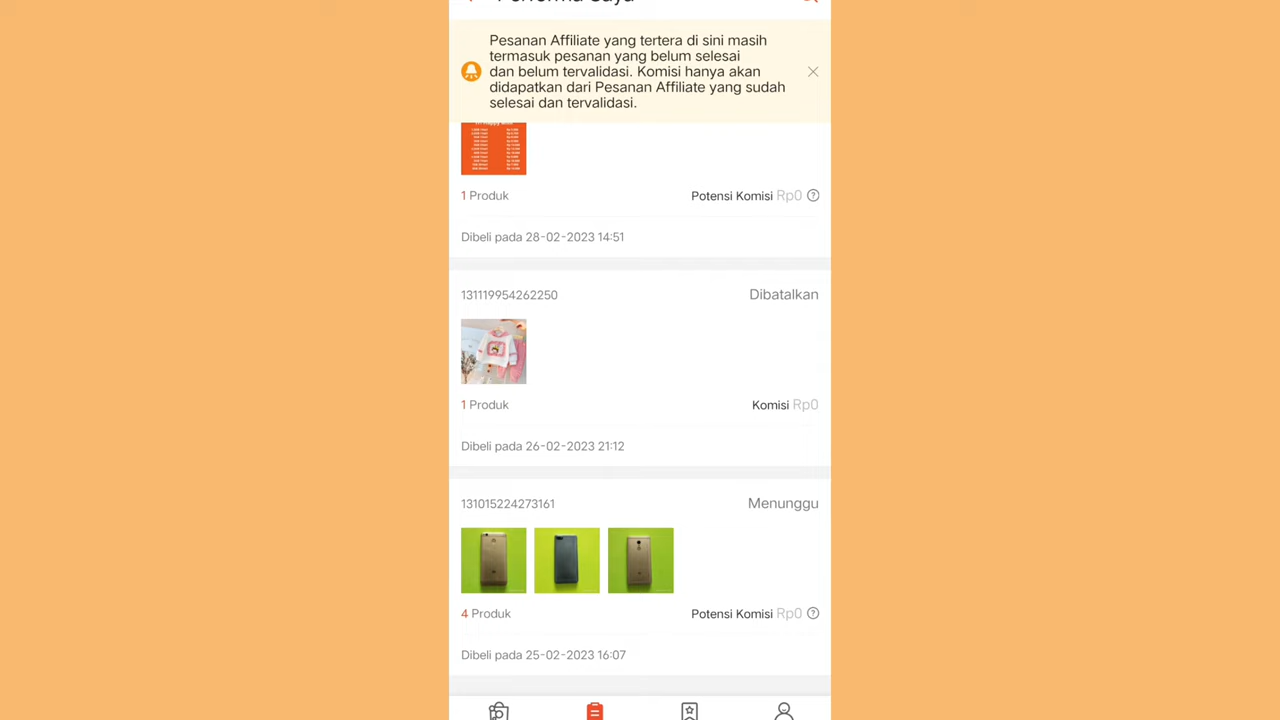 Performa Saya
Pesanan Affiliate yang tertera di sini masih
termasuk pesanan yang belum selesai
dan belum tervalidasi. Komisi hanya akan
didapatkan dari Pesanan Affiliate yang sudah
selesai dan tervalidasi.
1 Produk
Potensi Komisi Rp0
Dibeli pada 28-02-2023 14:51
131119954262250
Dibatalkan
1 Produk
Komisi Rp0
Dibeli pada 26-02-2023 21:12
131015224273161
Menunggu
4 Produk
Potensi Komisi Rp0
Dibeli pada 25-02-2023 16:07